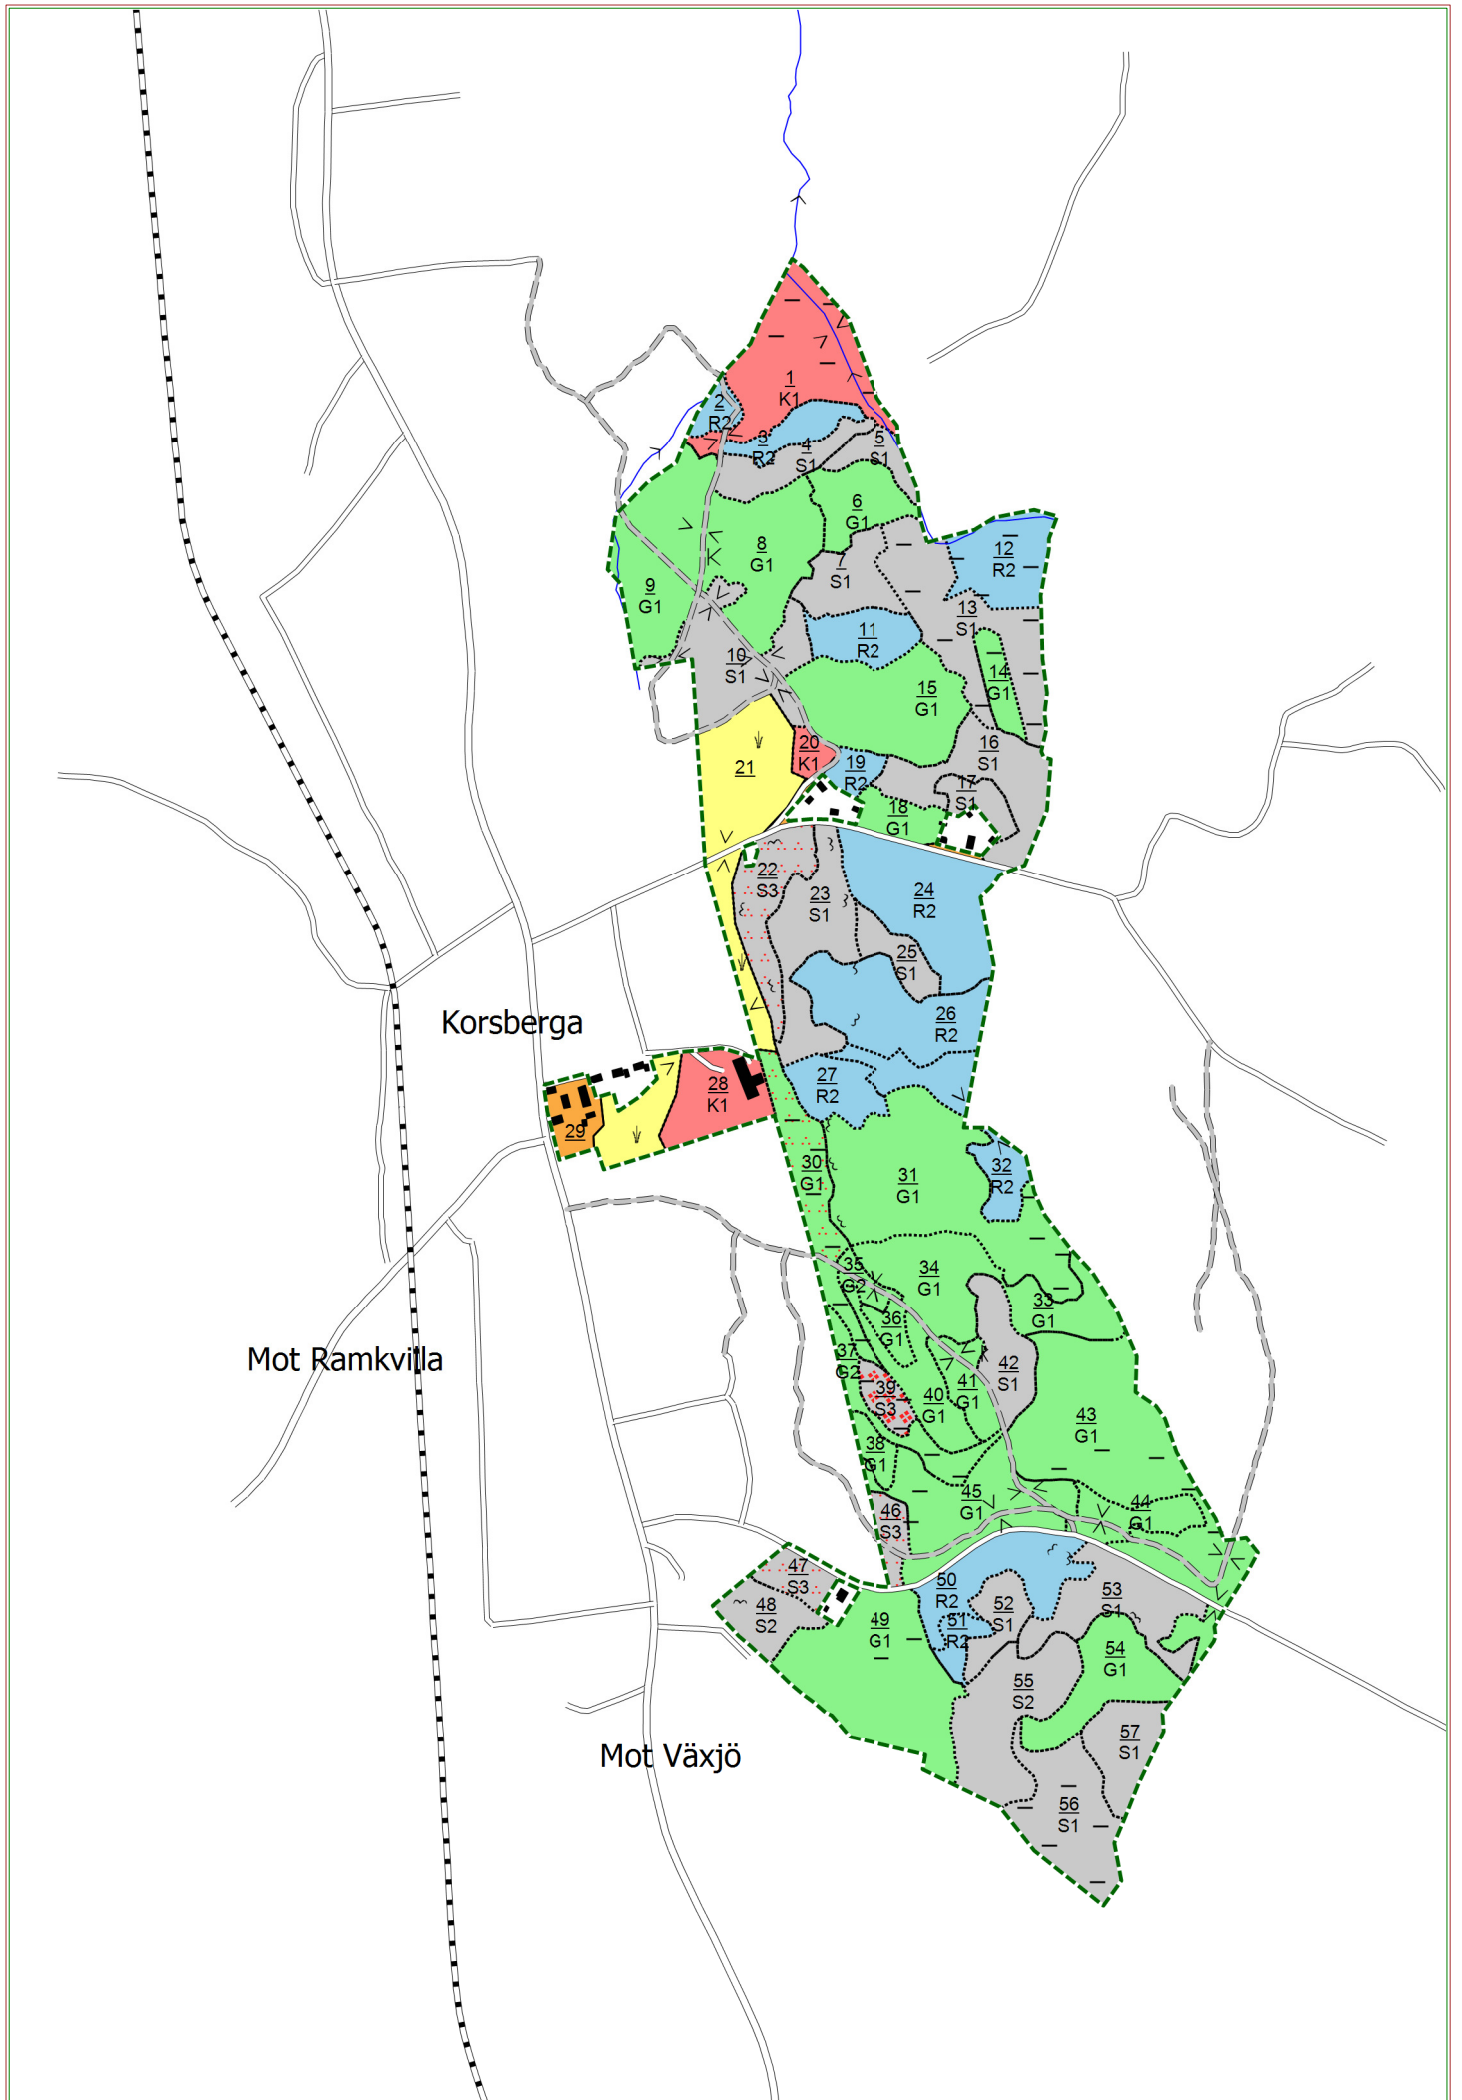 1
K1
2
R2
3
R2
4
S1
5
S1
6
G1
7
S1
8
G1
9
G1
10
S1
11
R2
12
R2
13
S1
14
G1
15
G1
16
S1
17
S1
18
G1
19
R2
20
K1
21
22
S3
23
S1
24
R2
25
S1
26
R2
27
R2
Korsberga
28
K1
29
30
G1
31
G1
32
R2
33
G1
34
G1
35
G2
36
G1
37
G2
Mot Ramkvilla
38
G1
39
S3
40
G1
41
G1
42
S1
43
G1
44
G1
45
G1
46
S3
47
S3
48
S2
49
G1
50
R2
51
R2
52
S1
53
S1
54
G1
55
S2
Mot Växjö
56
S1
57
S1